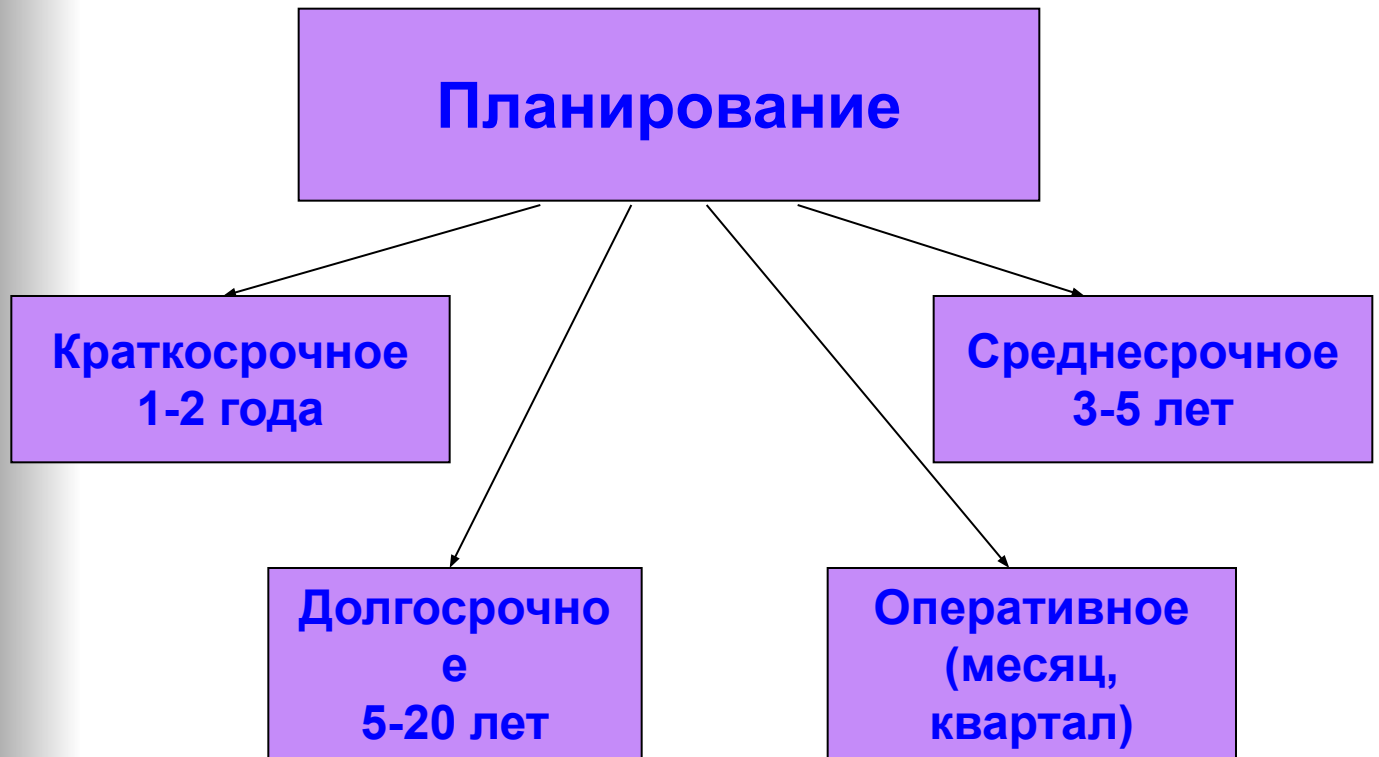 Планирование
Краткосрочное
1-2 года
Среднесрочное
3-5 лет
Долгосрочно
е
5-20 лет
Оперативное
(месяц,
квартал)